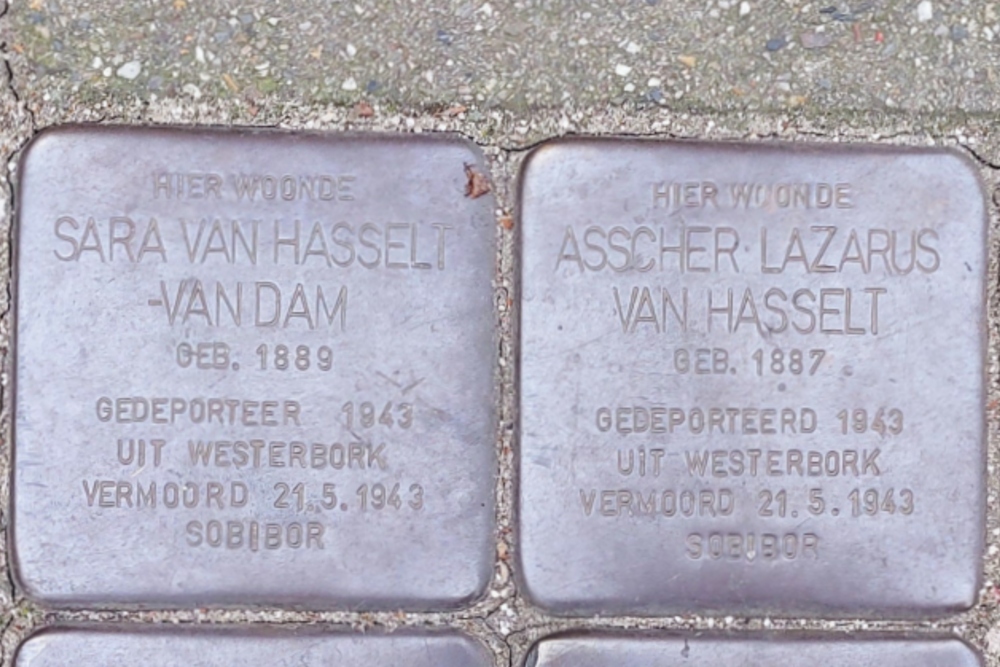 HIER WOONDE
SARA VAN HASSELT
-VAN DAM
GEB. 1889
GEDEPORTEER 1943
UIT WESTERBORK
VERMOORD 21.5.1943
SOBIBOR
HIER WOONDE
ASSCHER LAZARUS
VAN HASSELT
GEB. 1887
GEDEPORTEERD 1943
UIT WESTERBORK
VERMOORD 21.5.1943
SOBIBOR